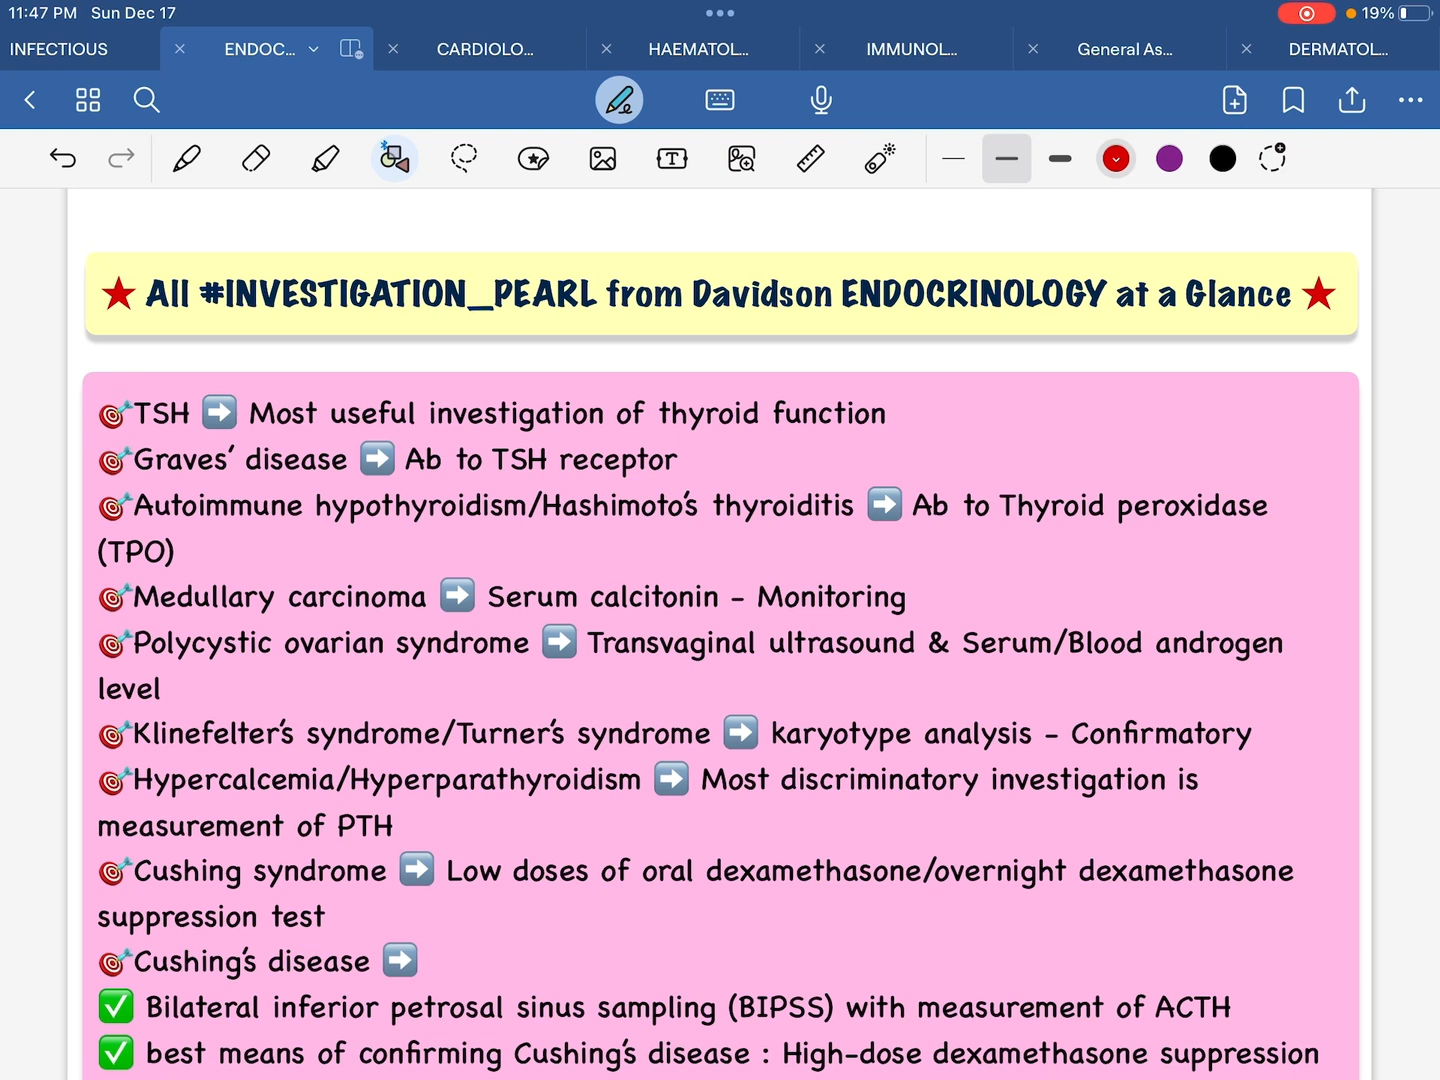 11:47 PM Sun Dec 17
19%
INFECTIOUS ENDOC... CARDIOLO... HAEMATOL... IMMUNOL... General As... DERMATOL...
★ All #INVESTIGATION_PEARL from Davidson ENDOCRINOLOGY at a Glance ★
🎯TSH ➡️ Most useful investigation of thyroid function
🎯Graves' disease ➡️ Ab to TSH receptor
🎯Autoimmune hypothyroidism/Hashimoto's thyroiditis ➡️ Ab to Thyroid peroxidase
(TPO)
🎯Medullary carcinoma ➡️ Serum calcitonin - Monitoring
🎯Polycystic ovarian syndrome ➡️ Transvaginal ultrasound & Serum/Blood androgen
level
🎯Klinefelter's syndrome/Turner's syndrome ➡️ karyotype analysis - Confirmatory
🎯Hypercalcemia/Hyperparathyroidism ➡️ Most discriminatory investigation is
measurement of PTH
🎯Cushing syndrome ➡️ Low doses of oral dexamethasone/overnight dexamethasone
suppression test
🎯Cushing's disease ➡️
✅ Bilateral inferior petrosal sinus sampling (BIPSS) with measurement of ACTH
✅ best means of confirming Cushing's disease : High-dose dexamethasone suppression